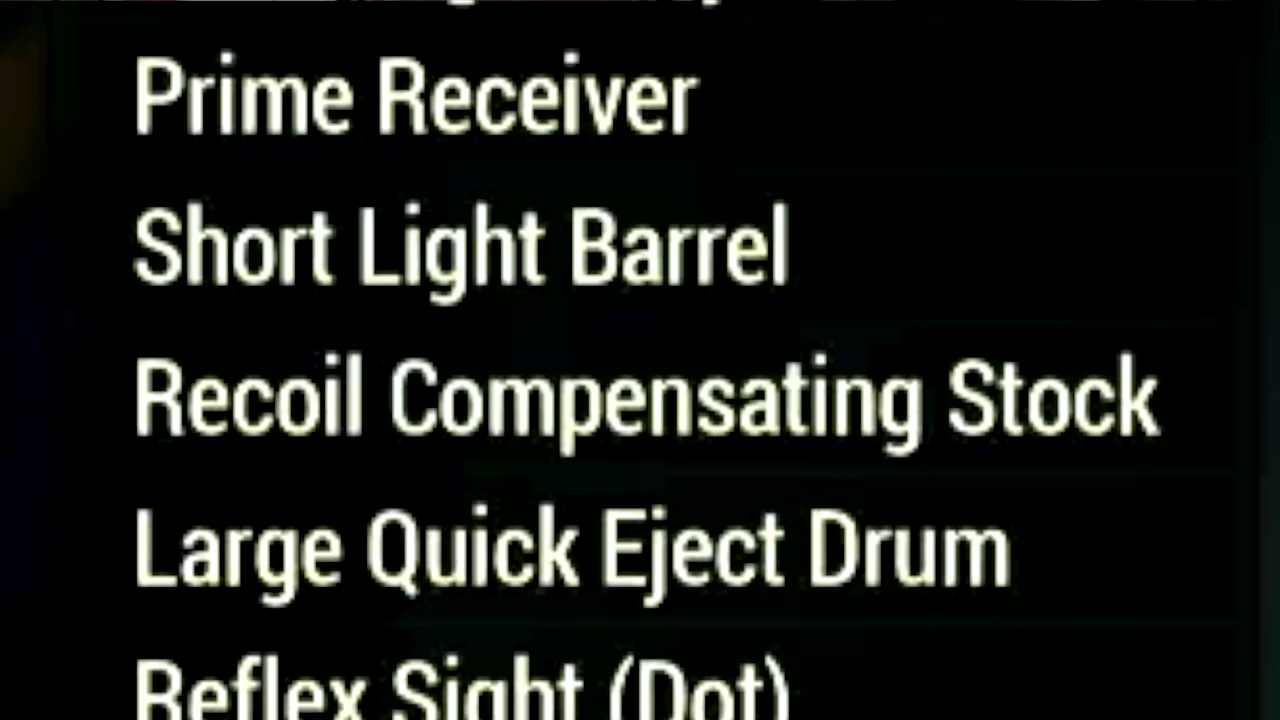 Prime Receiver
Short Light Barrel
Recoil Compensating Stock
Large Quick Eject Drum
Reflex Sight (Dot)